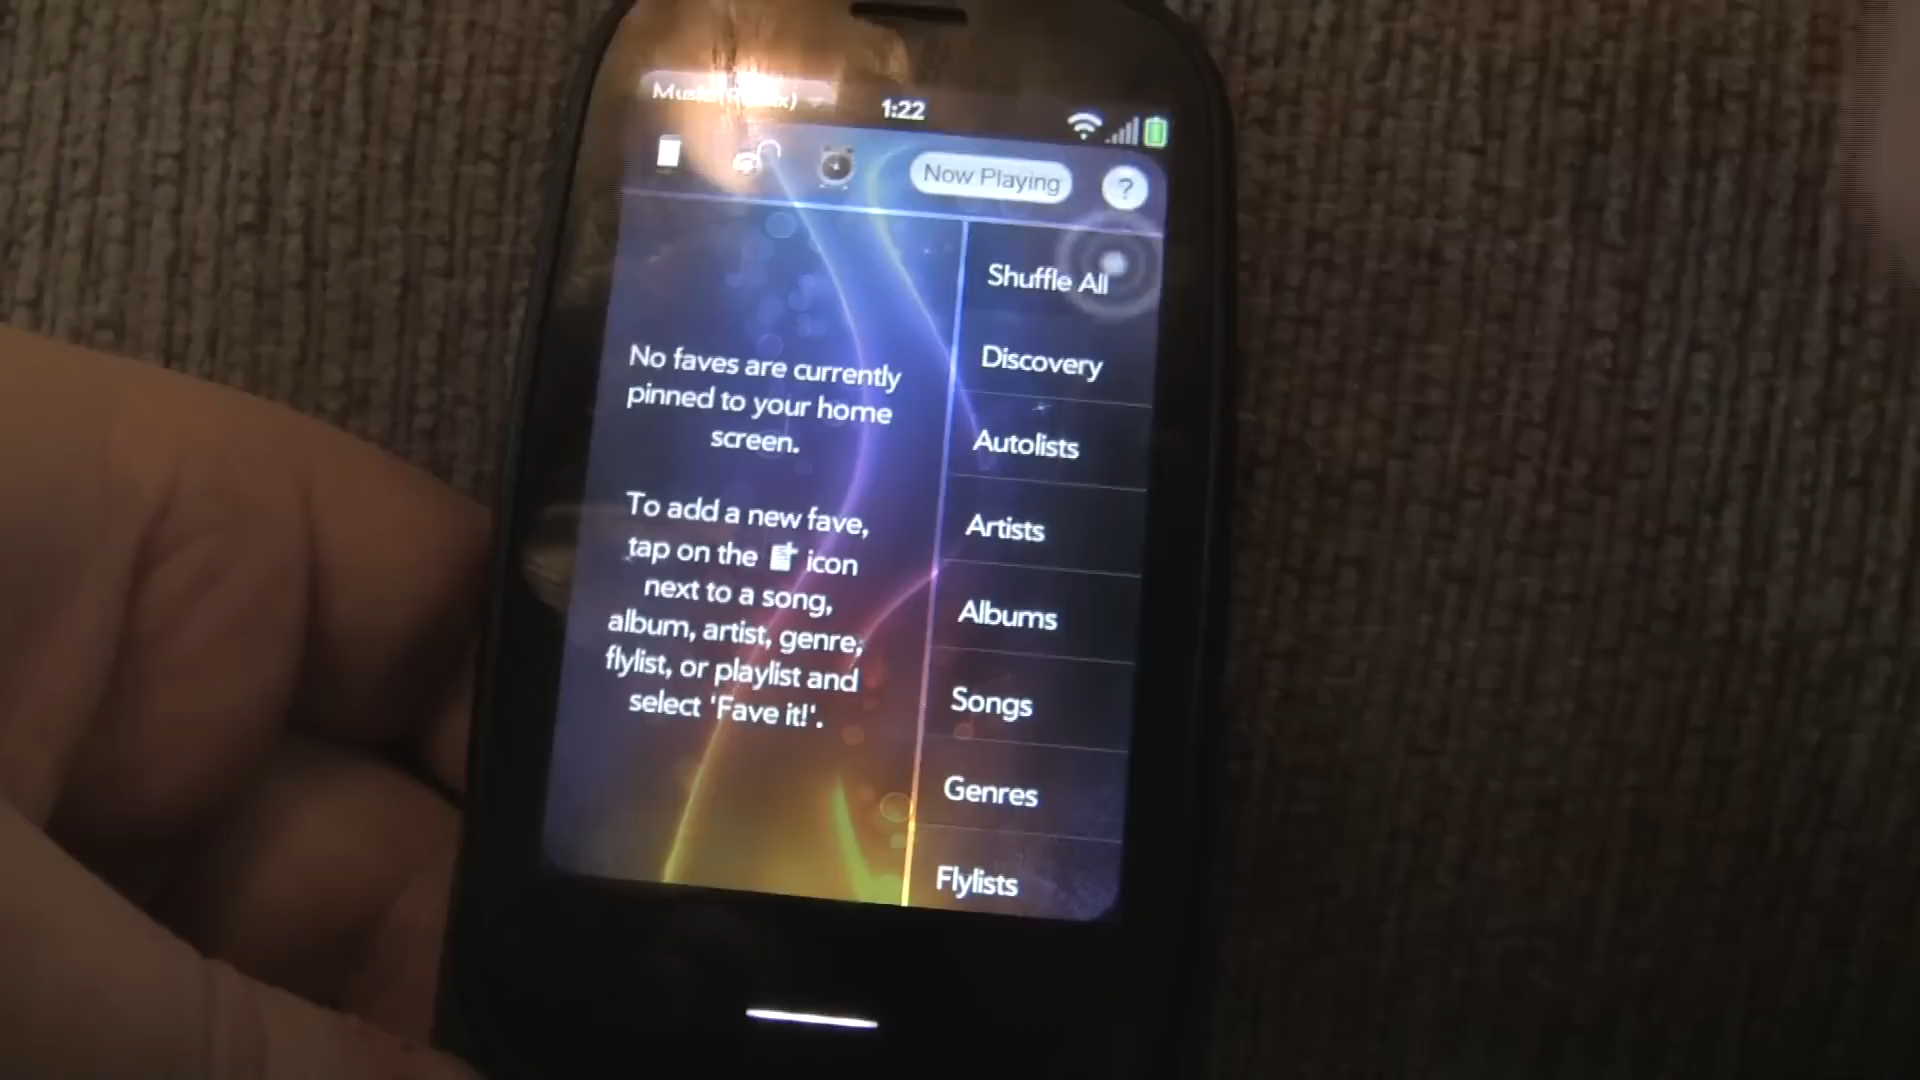 Music (Remix)
1:22
Now Playing
?
No faves are currently
pinned to your home
screen.
To add a new fave,
tap on the icon
next to a song,
album, artist, genre,
flylist, or playlist and
select 'Fave it!'.
Shuffle All
Discovery
Autolists
Artists
Albums
Songs
Genres
Flylists